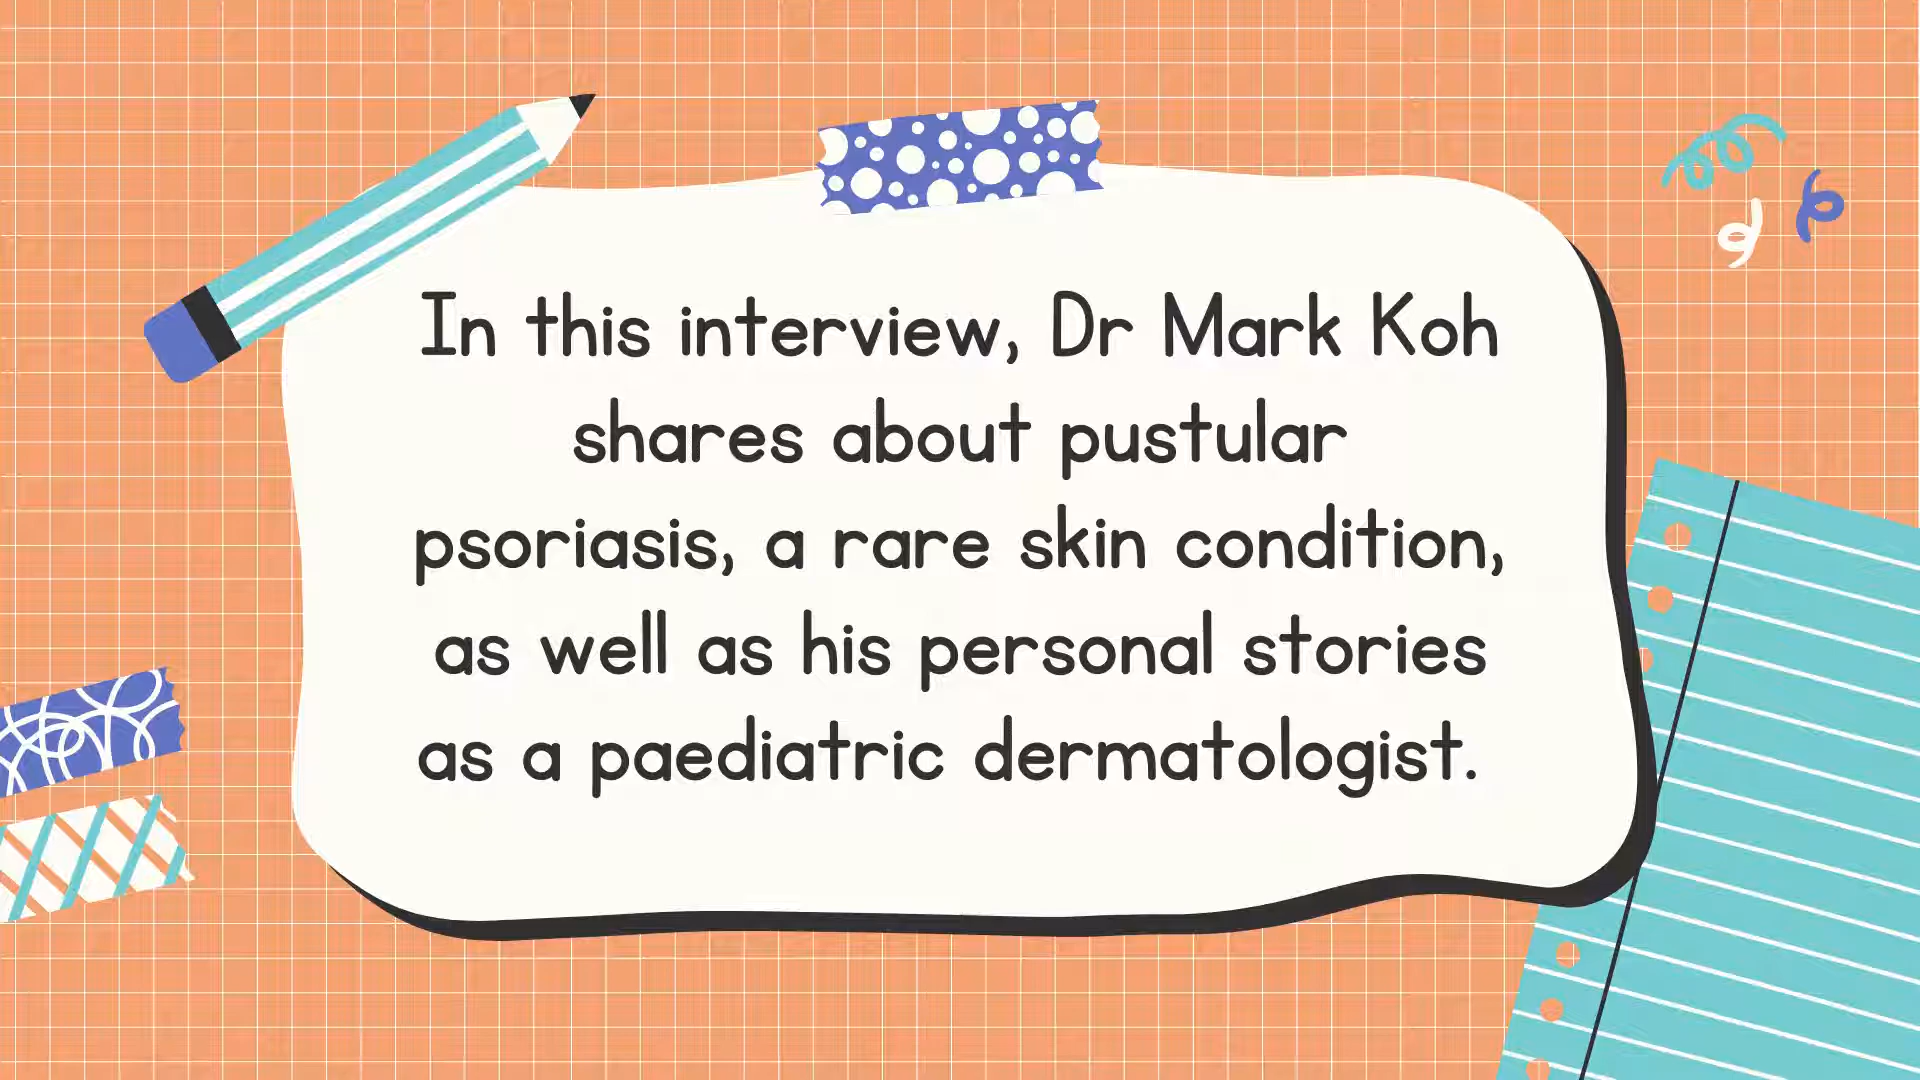 In this interview, Dr Mark Koh
shares about pustular
psoriasis, a rare skin condition,
as well as his personal stories
as a paediatric dermatologist.